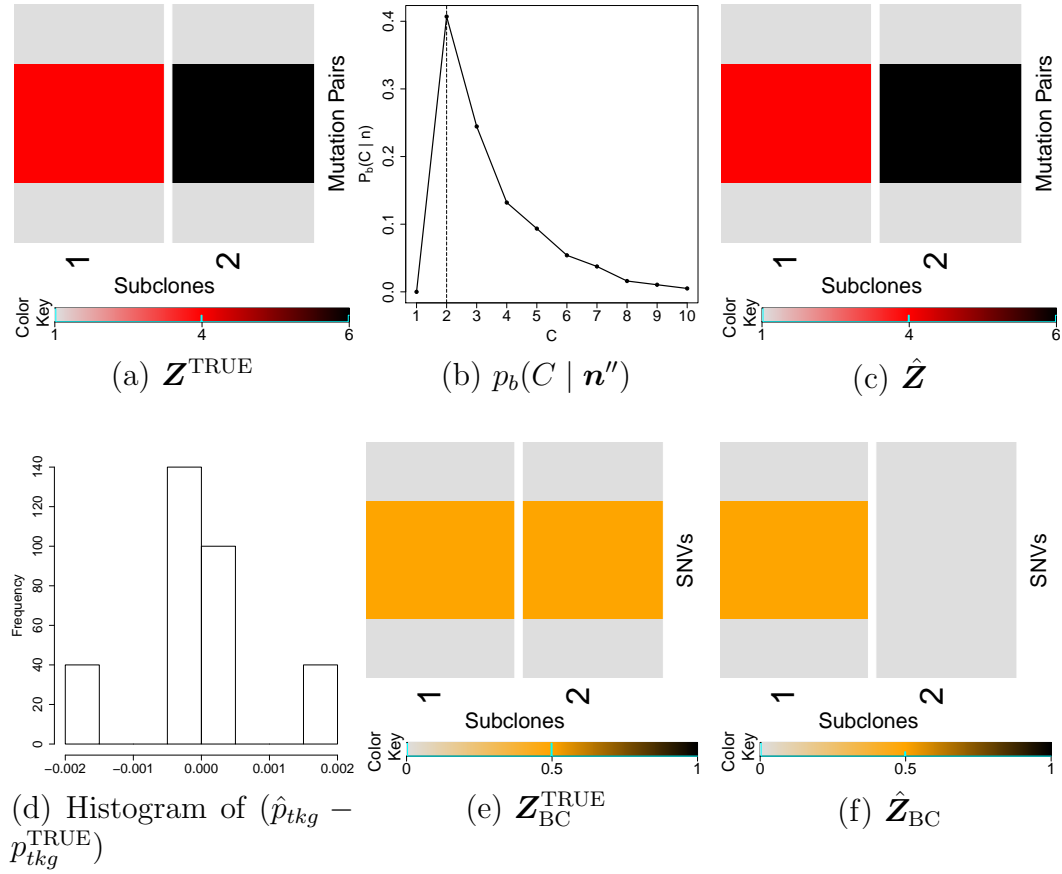 Mutation Pairs
1 2
Subclones
Color Key
1 4 6
(a) Z^TRUE
P_b(C | n)
0.0 0.1 0.2 0.3 0.4
1 2 3 4 5 6 7 8 9 10
C
(b) p_b(C | n'')
Mutation Pairs
1 2
Subclones
Color Key
1 4 6
(c) Ẑ
Frequency
0 20 40 60 80 100 120 140
−0.002 −0.001 0.000 0.001 0.002
(d) Histogram of (p̂_tkg −
p_tkg^TRUE)
SNVs
1 2
Subclones
Color Key
0 0.5 1
(e) Z_BC^TRUE
SNVs
1 2
Subclones
Color Key
0 0.5 1
(f) Ẑ_BC